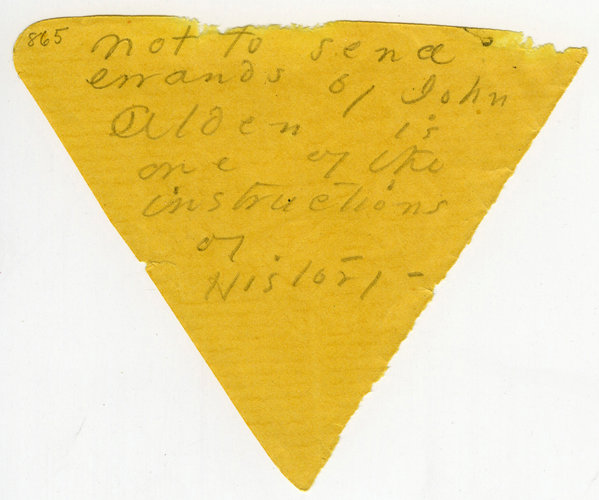 865
not to send
errands by John
Alden is
one of the
instructions
of
History -